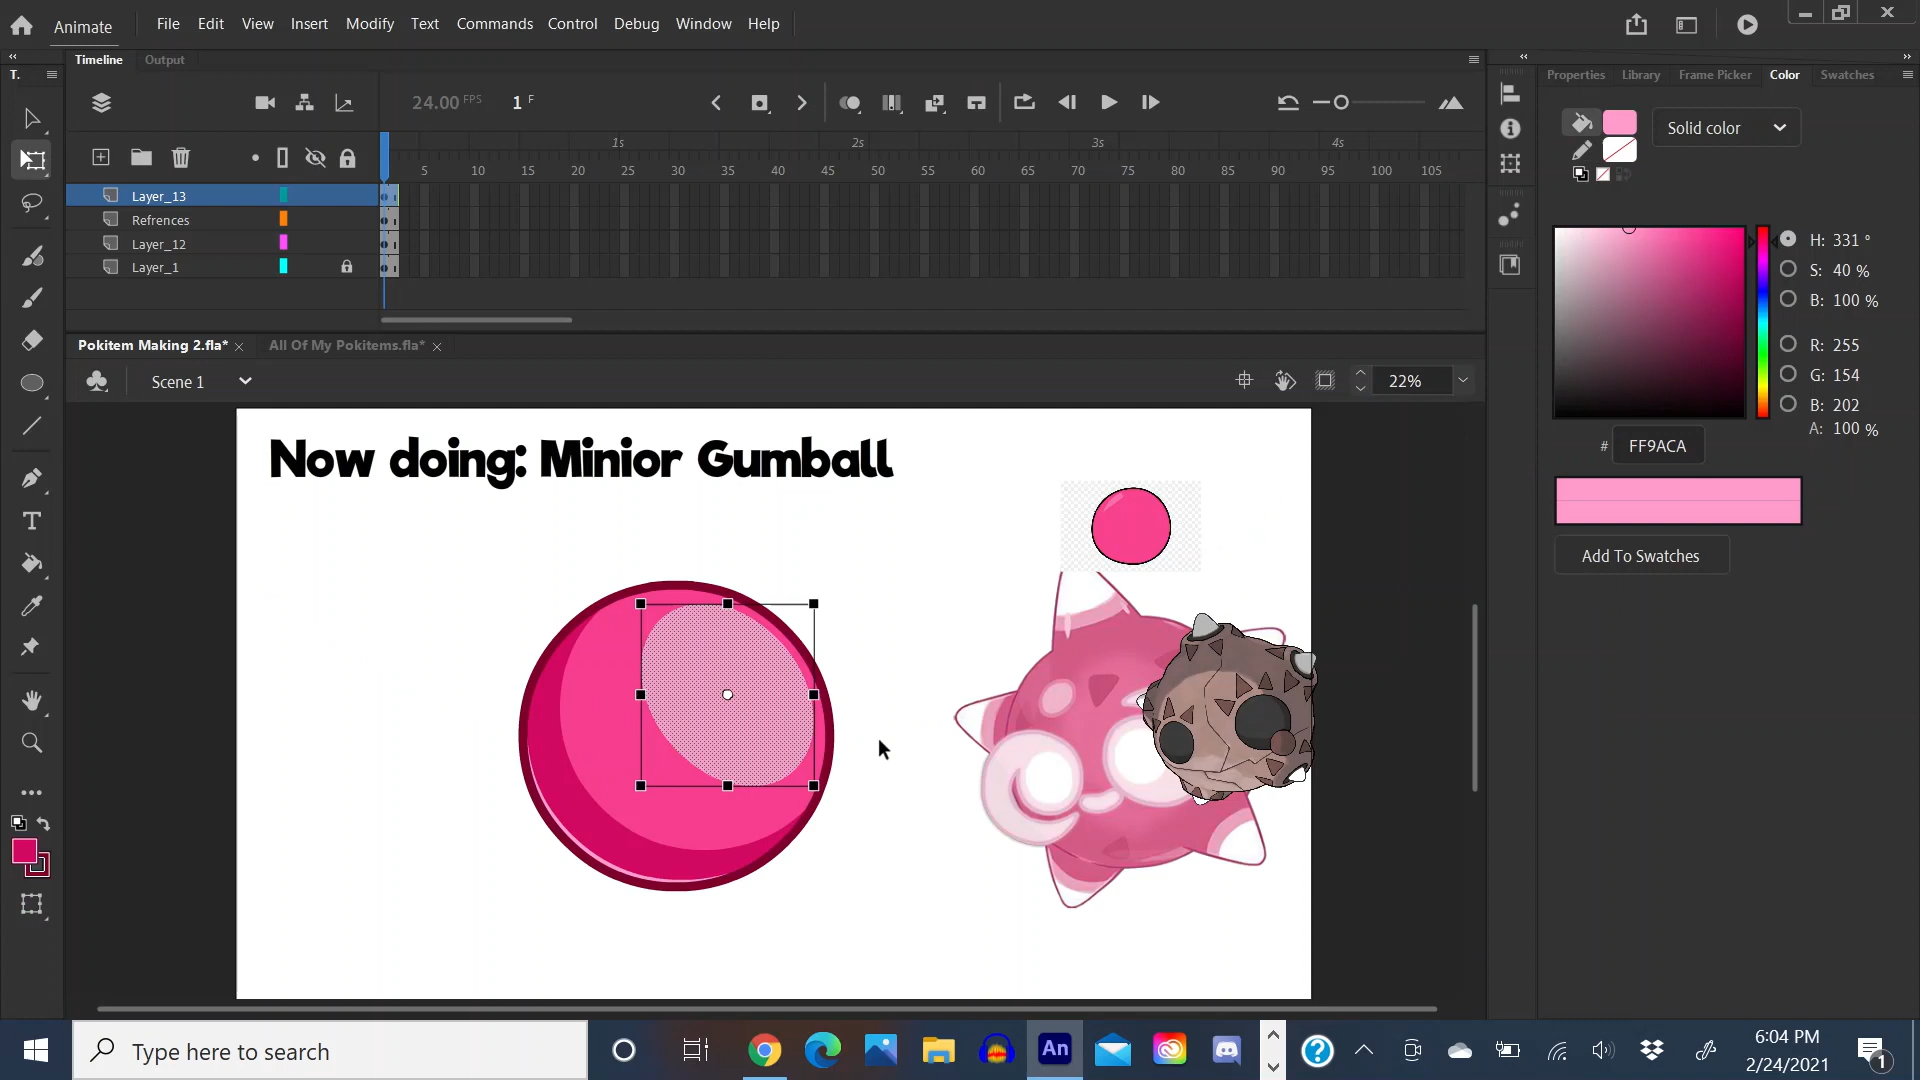 Animate File Edit View Insert Modify Text Commands Control Debug Window Help
Timeline Output
T.
24.00 FPS 1 F
1s 2s 3s 4s
5 10 15 20 25 30 35 40 45 50 55 60 65 70 75 80 85 90 95 100 105
Layer_13
Refrences
Layer_12
Layer_1
Pokitem Making 2.fla* All Of My Pokitems.fla*
Scene 1 22%
Now doing: Minior Gumball
Properties Library Frame Picker Color Swatches
Solid color
H: 331 °
S: 40 %
B: 100 %
R: 255
G: 154
B: 202
A: 100 %
# FF9ACA
Add To Swatches
Type here to search
An
6:04 PM
2/24/2021
1